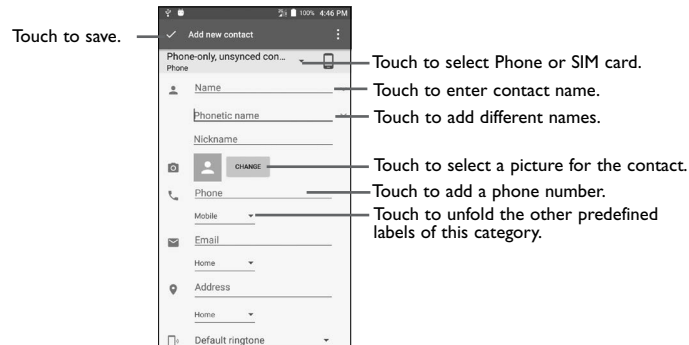 100% 4:46 PM
Touch to save.
Add new contact
Phone-only, unsynced con...
Phone
Touch to select Phone or SIM card.
Name
Touch to enter contact name.
Phonetic name
Touch to add different names.
Nickname
CHANGE
Touch to select a picture for the contact.
Phone
Touch to add a phone number.
Mobile
Touch to unfold the other predefined
labels of this category.
Email
Home
Address
Home
Default ringtone